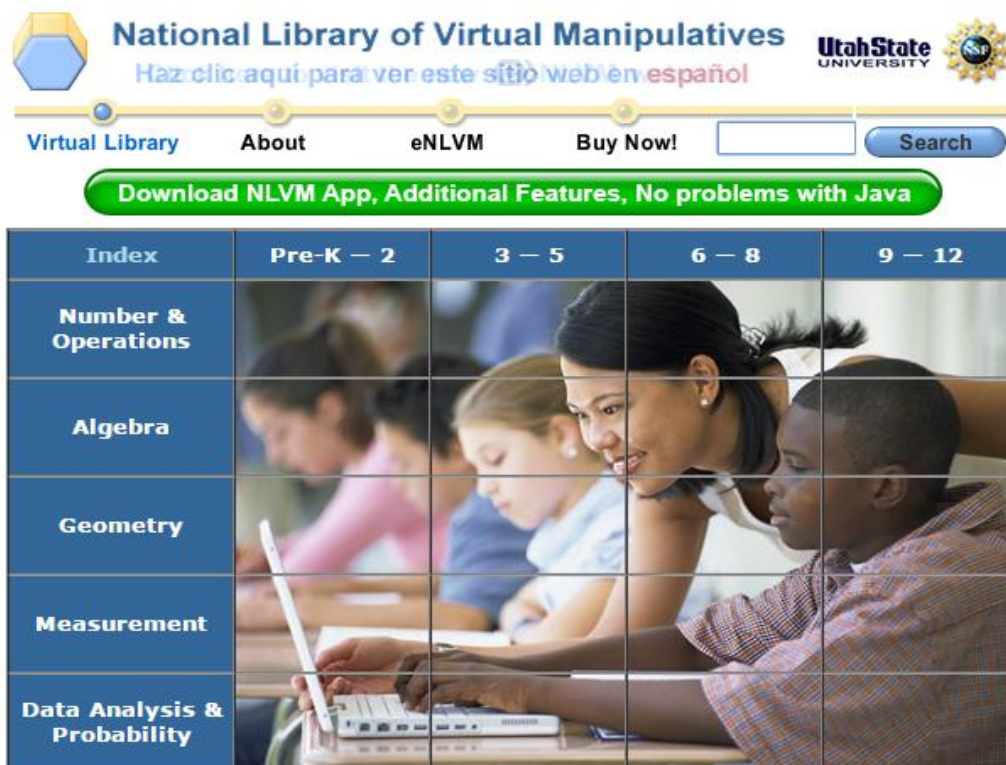 National Library of Virtual Manipulatives
Haz clic aquí para ver este sitio web en español
UtahState
UNIVERSITY
NSF
Virtual Library About eNLVM Buy Now! Search
Download NLVM App, Additional Features, No problems with Java
Index Pre-K — 2 3 — 5 6 — 8 9 — 12
Number &
Operations
Algebra
Geometry
Measurement
Data Analysis &
Probability